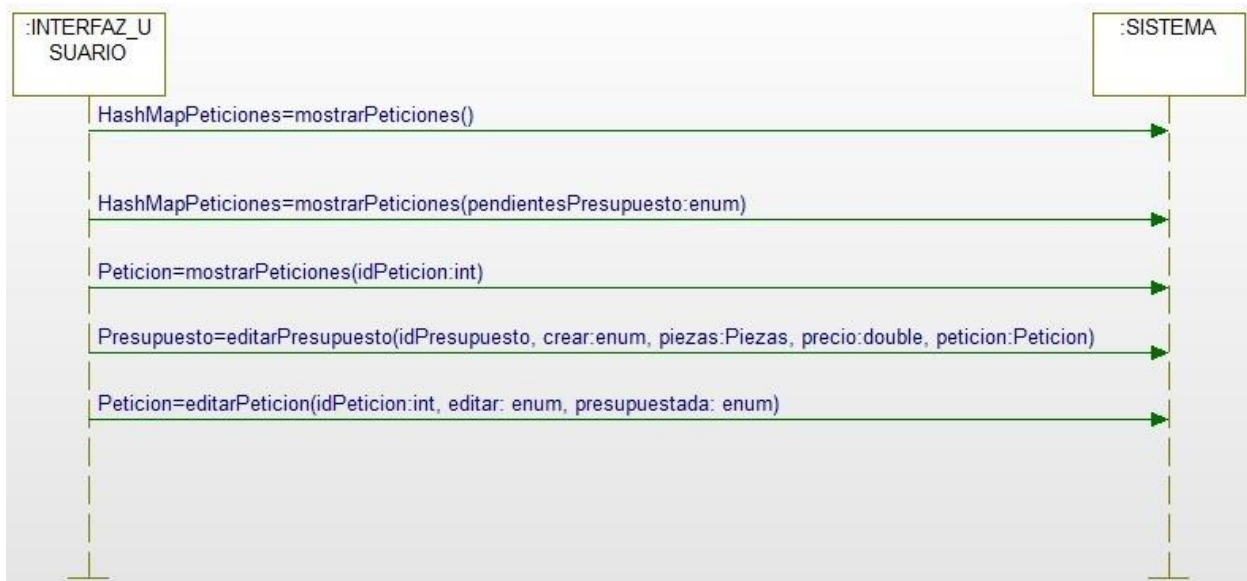 :INTERFAZ_U
SUARIO
:SISTEMA
HashMapPeticiones=mostrarPeticiones()
HashMapPeticiones=mostrarPeticiones(pendientesPresupuesto:enum)
Peticion=mostrarPeticiones(idPeticion:int)
Presupuesto=editarPresupuesto(idPresupuesto, crear:enum, piezas:Piezas, precio:double, peticion:Peticion)
Peticion=editarPeticion(idPeticion:int, editar: enum, presupuestada: enum)